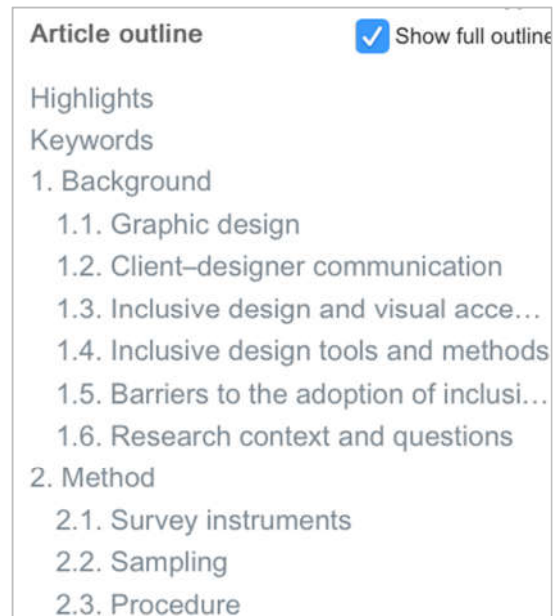 Article outline
Show full outline
Highlights
Keywords
1. Background
1.1. Graphic design
1.2. Client–designer communication
1.3. Inclusive design and visual acce...
1.4. Inclusive design tools and methods
1.5. Barriers to the adoption of inclusi...
1.6. Research context and questions
2. Method
2.1. Survey instruments
2.2. Sampling
2.3. Procedure